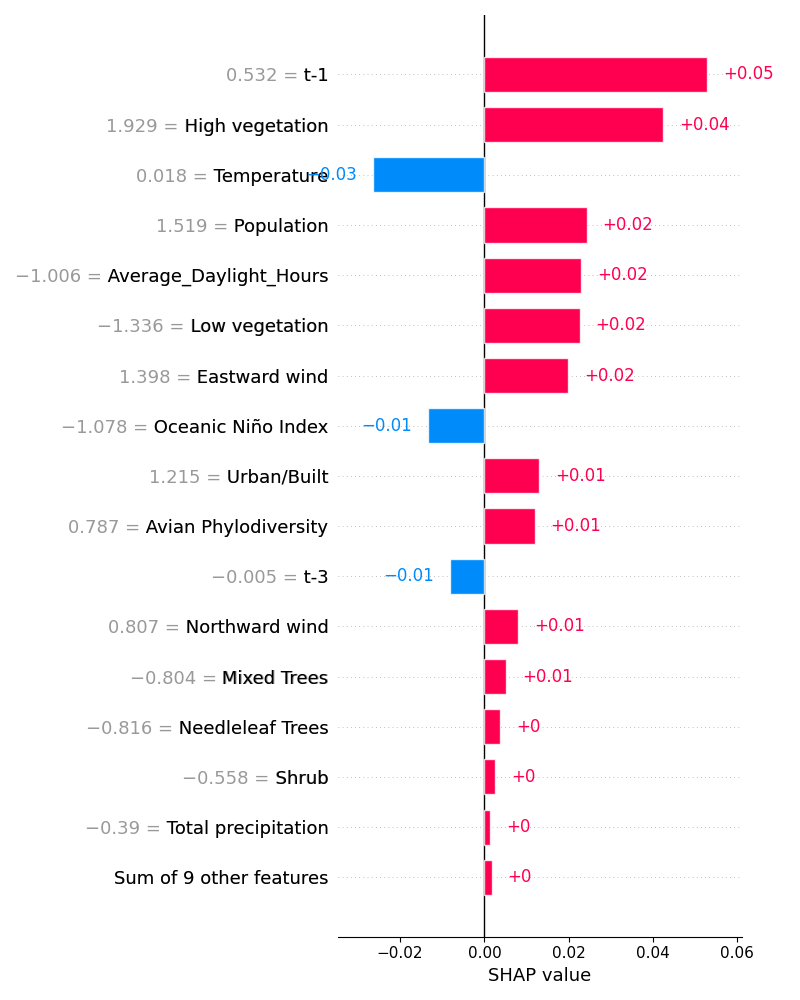 0.532 = t-1 +0.05
1.929 = High vegetation +0.04
0.018 = Temperature −0.03
1.519 = Population +0.02
−1.006 = Average_Daylight_Hours +0.02
−1.336 = Low vegetation +0.02
1.398 = Eastward wind +0.02
−1.078 = Oceanic Niño Index −0.01
1.215 = Urban/Built +0.01
0.787 = Avian Phylodiversity +0.01
−0.005 = t-3 −0.01
0.807 = Northward wind +0.01
−0.804 = Mixed Trees +0.01
−0.816 = Needleleaf Trees +0
−0.558 = Shrub +0
−0.39 = Total precipitation +0
Sum of 9 other features +0
−0.02 0.00 0.02 0.04 0.06
SHAP value